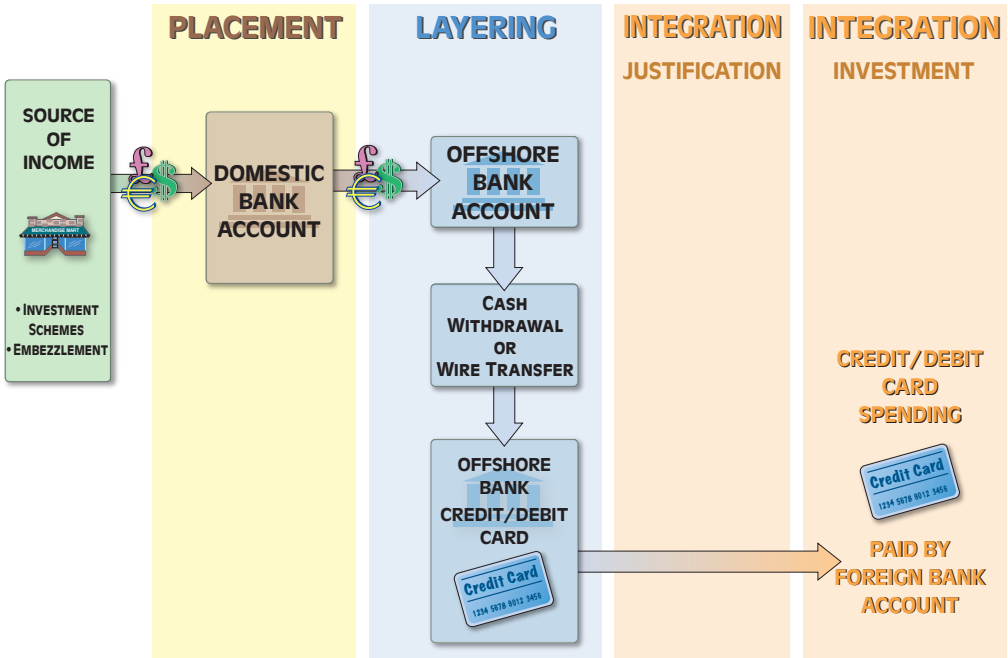 PLACEMENT
LAYERING
INTEGRATION
JUSTIFICATION
INTEGRATION
INVESTMENT
SOURCE
OF
INCOME
MERCHANDISE MART
• INVESTMENT
SCHEMES
• EMBEZZLEMENT
£
$
€
DOMESTIC
BANK
ACCOUNT
£
$
€
OFFSHORE
BANK
ACCOUNT
CASH
WITHDRAWAL
OR
WIRE TRANSFER
OFFSHORE
BANK
CREDIT/DEBIT
CARD
Credit Card
1234 5678 9012 3456
CREDIT/DEBIT
CARD
SPENDING
Credit Card
1234 5678 9012 3456
PAID BY
FOREIGN BANK
ACCOUNT